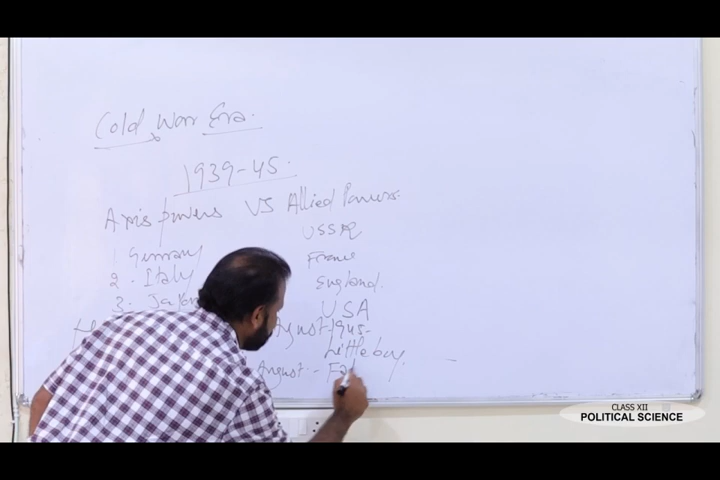 Cold War Era.
1939-45.
Axis powers VS Allied Powers.
USSR
1 Germany
France
2. Italy
England.
3. Japan
USA
August 1945-
Little boy.
August - Fa
CLASS XII
POLITICAL SCIENCE